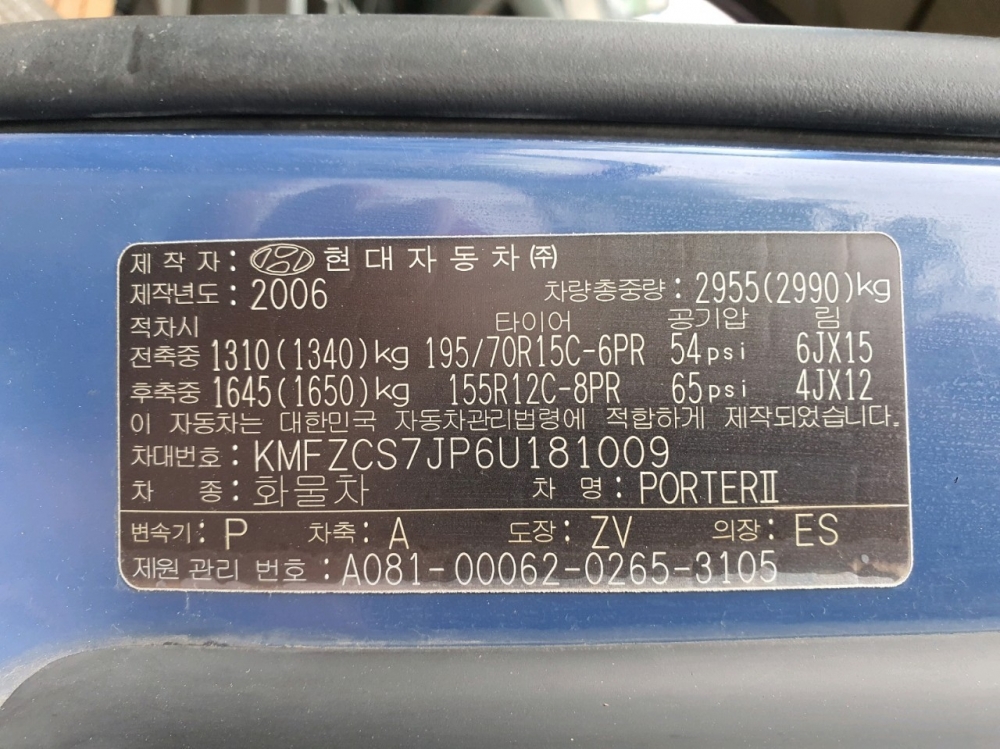 제 작 자 : 현대자동차(주)
제작년도 : 2006 차량총중량 : 2955(2990)kg
적차시 타이어 공기압 림
전축중 1310(1340)kg 195/70R15C-6PR 54psi 6JX15
후축중 1645(1650)kg 155R12C-8PR 65psi 4JX12
이 자동차는 대한민국 자동차관리법령에 적합하게 제작되었습니다.
차대번호 : KMFZCS7JP6U181009
차 종 : 화물차 차 명 : PORTERⅡ
변속기 : P 차축 : A 도장 : ZV 의장 : ES
제원 관리 번호 : A081-00062-0265-3105